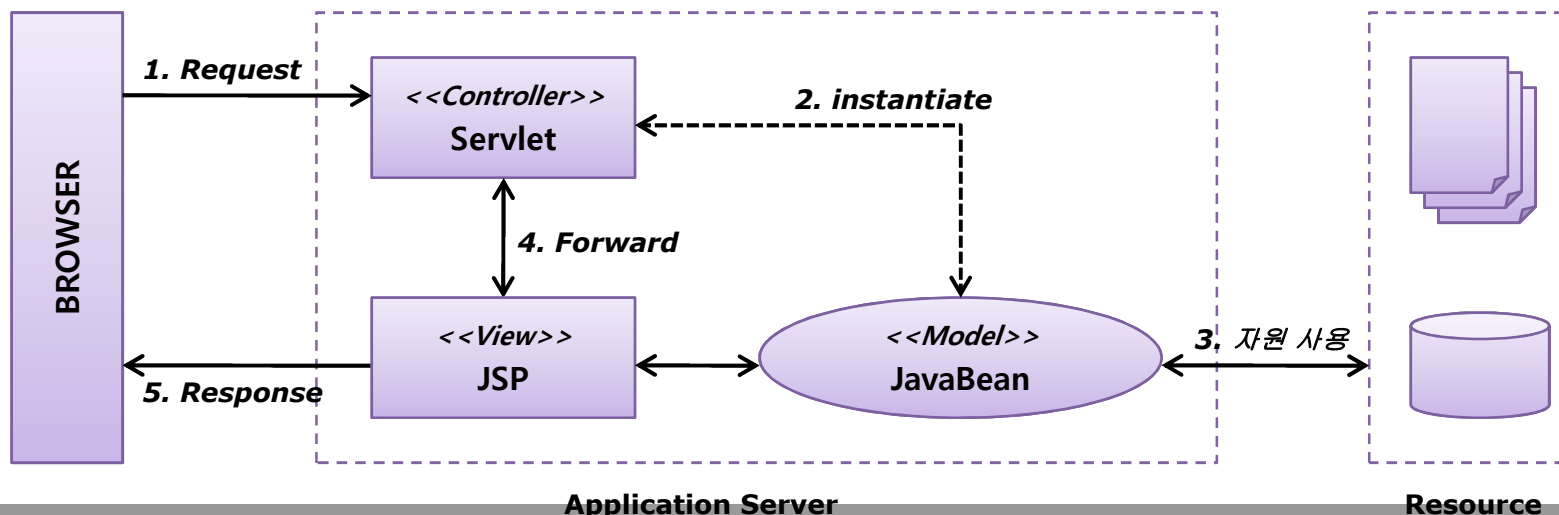 1. Request
<<Controller>>
Servlet
2. instantiate
BROWSER
4. Forward
<<View>>
JSP
<<Model>>
JavaBean
3. 자원 사용
5. Response
Application Server
Resource